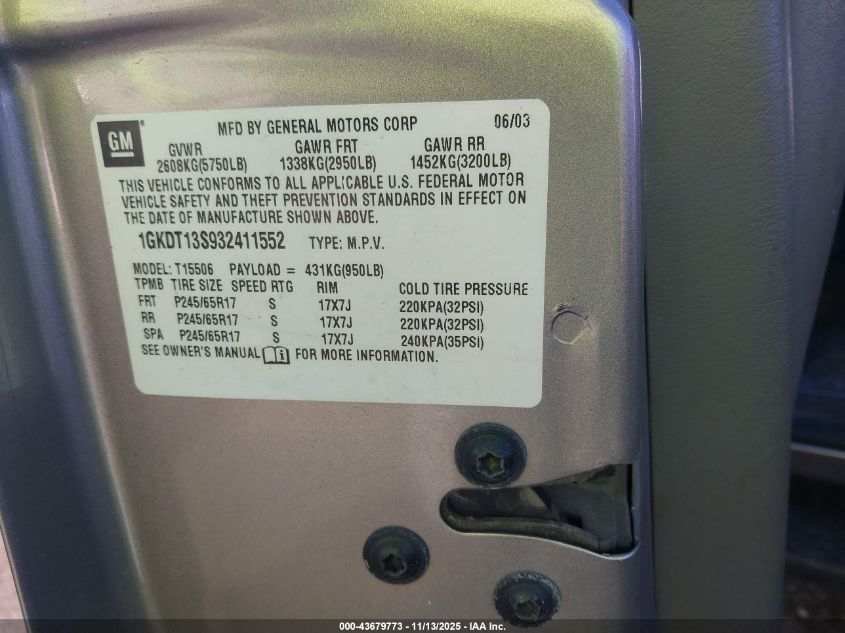 GM
MFD BY GENERAL MOTORS CORP 06/03
GVWR GAWR FRT GAWR RR
2608KG(5750LB) 1338KG(2950LB) 1452KG(3200LB)
THIS VEHICLE CONFORMS TO ALL APPLICABLE U.S. FEDERAL MOTOR
VEHICLE SAFETY AND THEFT PREVENTION STANDARDS IN EFFECT ON
THE DATE OF MANUFACTURE SHOWN ABOVE.
1GKDT13S932411552 TYPE: M.P.V.
MODEL: T15506 PAYLOAD = 431KG(950LB)
TPMB TIRE SIZE SPEED RTG RIM COLD TIRE PRESSURE
FRT P245/65R17 S 17X7J 220KPA(32PSI)
RR P245/65R17 S 17X7J 220KPA(32PSI)
SPA P245/65R17 S 17X7J 240KPA(35PSI)
SEE OWNER'S MANUAL FOR MORE INFORMATION.
000-43679773 - 11/13/2025 - IAA Inc.